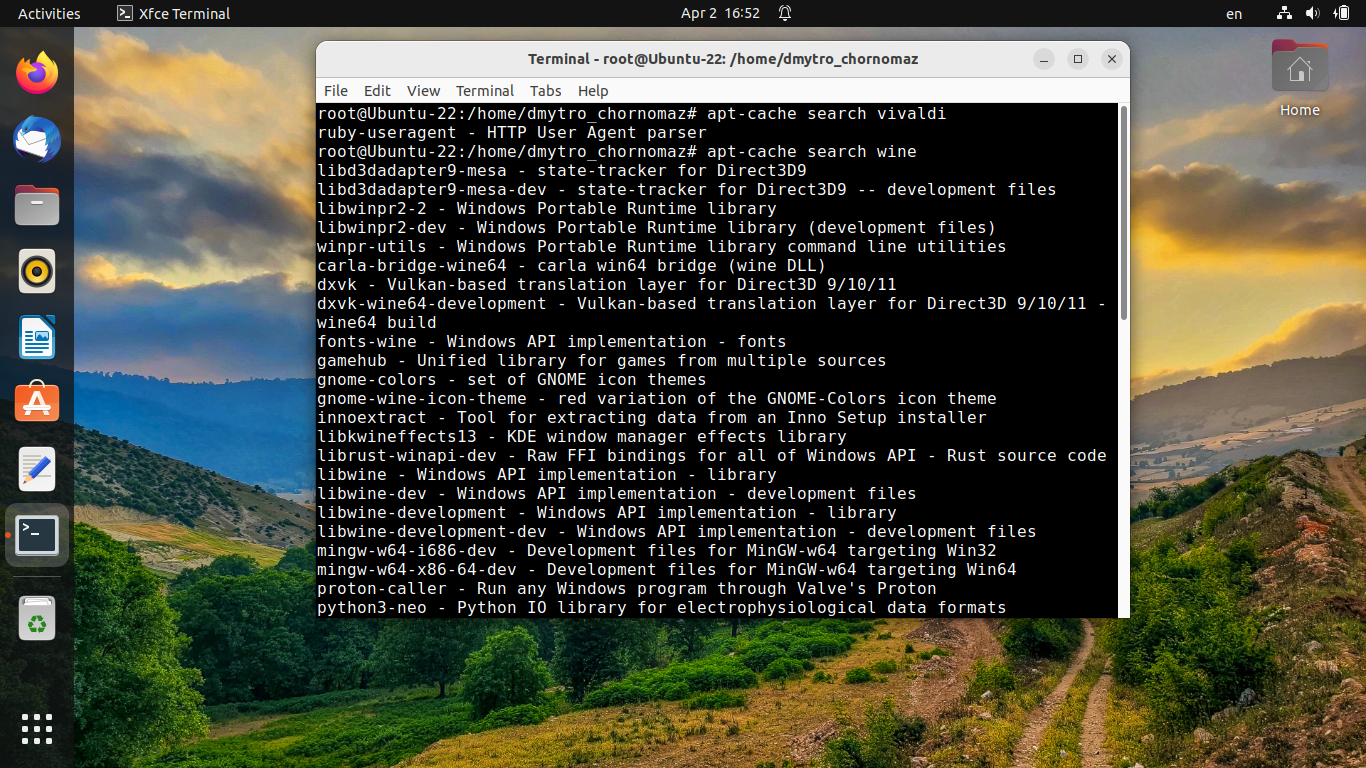 Activities
Xfce Terminal
Apr 2 16:52
en
Terminal - root@Ubuntu-22: /home/dmytro_chornomaz
File Edit View Terminal Tabs Help
root@Ubuntu-22:/home/dmytro_chornomaz# apt-cache search vivaldi
ruby-useragent - HTTP User Agent parser
root@Ubuntu-22:/home/dmytro_chornomaz# apt-cache search wine
libd3dadapter9-mesa - state-tracker for Direct3D9
libd3dadapter9-mesa-dev - state-tracker for Direct3D9 -- development files
libwinpr2-2 - Windows Portable Runtime library
libwinpr2-dev - Windows Portable Runtime library (development files)
winpr-utils - Windows Portable Runtime library command line utilities
carla-bridge-wine64 - carla win64 bridge (wine DLL)
dxvk - Vulkan-based translation layer for Direct3D 9/10/11
dxvk-wine64-development - Vulkan-based translation layer for Direct3D 9/10/11 -
wine64 build
fonts-wine - Windows API implementation - fonts
gamehub - Unified library for games from multiple sources
gnome-colors - set of GNOME icon themes
gnome-wine-icon-theme - red variation of the GNOME-Colors icon theme
innoextract - Tool for extracting data from an Inno Setup installer
libkwineffects13 - KDE window manager effects library
librust-winapi-dev - Raw FFI bindings for all of Windows API - Rust source code
libwine - Windows API implementation - library
libwine-dev - Windows API implementation - development files
libwine-development - Windows API implementation - library
libwine-development-dev - Windows API implementation - development files
mingw-w64-i686-dev - Development files for MinGW-w64 targeting Win32
mingw-w64-x86-64-dev - Development files for MinGW-w64 targeting Win64
proton-caller - Run any Windows program through Valve's Proton
python3-neo - Python IO library for electrophysiological data formats
Home